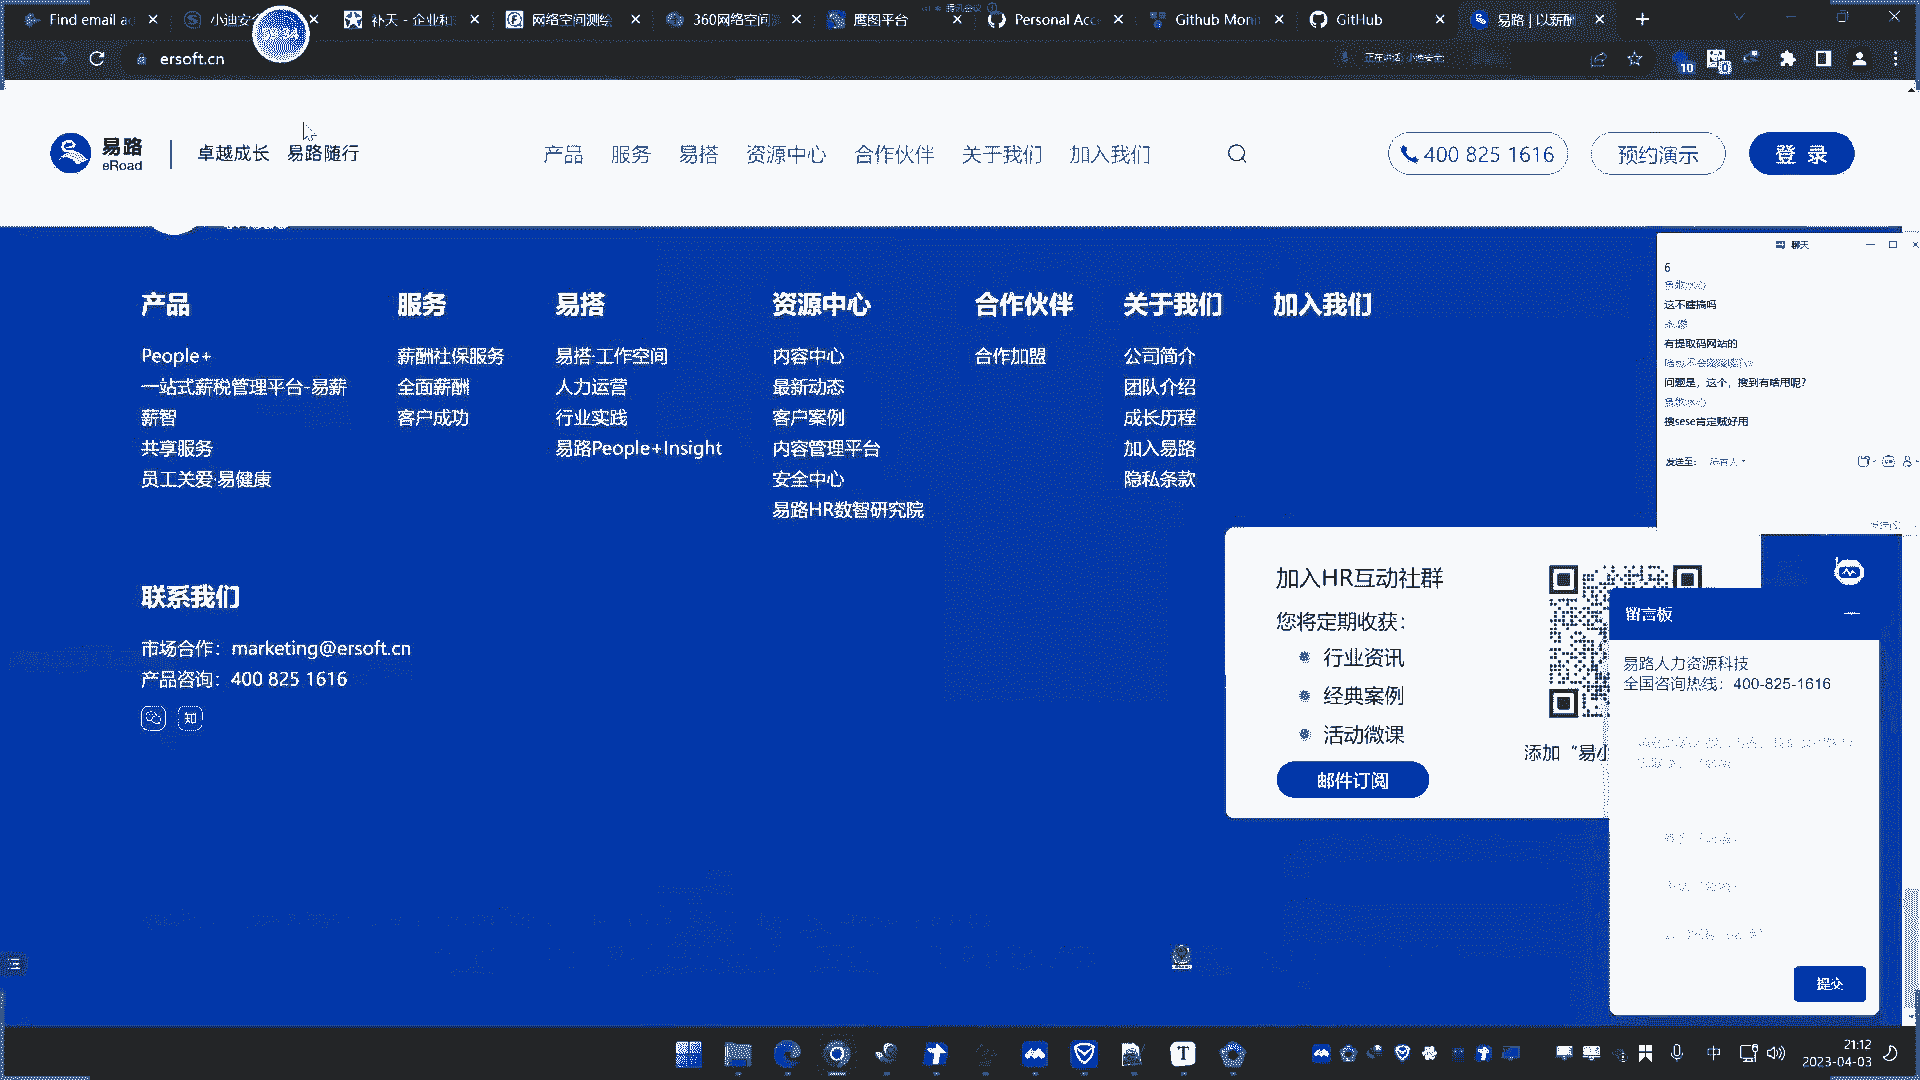 Find email a
小迪安
补天 - 企业和
网络空间测绘
360网络空间
鹰图平台
Personal Acc
Github Moni
GitHub
易路 | 以薪酬
ersoft.cn
10
0
易路
eRoad
卓越成长 易路随行
产品
服务
易搭
资源中心
合作伙伴
关于我们
加入我们
400 825 1616
预约演示
登 录
产品
People+
一站式薪税管理平台-易薪
薪智
共享服务
员工关爱·易健康
服务
薪酬社保服务
全面薪酬
客户成功
易搭
易搭·工作空间
人力运营
行业实践
易路People+Insight
资源中心
内容中心
最新动态
客户案例
内容管理平台
安全中心
易路HR数智研究院
合作伙伴
合作加盟
关于我们
公司简介
团队介绍
成长历程
加入易路
隐私条款
加入我们
联系我们
市场合作：marketing@ersoft.cn
产品咨询：400 825 1616
知
聊天
6
这不瞎搞吗
有提取码网站的
问题是，这个，搜到有啥用呢？
搜sese肯定贼好用
发送至：
所有人
加入HR互动社群
您将定期收获：
行业资讯
经典案例
活动微课
邮件订阅
添加“易小
留言板
易路人力资源科技
全国咨询热线：400-825-1616
提交
T
中
21:12
2023-04-03